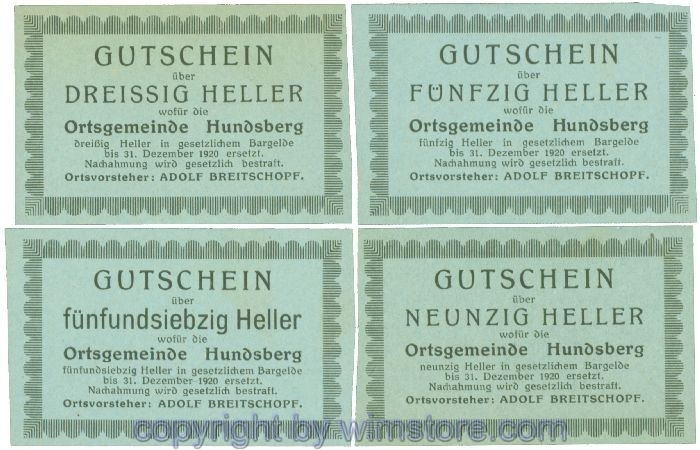 GUTSCHEIN
über
DREISSIG HELLER
wofür die
Ortsgemeinde Hundsberg
dreißig Heller in gesetzlichem Bargelde
bis 31. Dezember 1920 ersetzt.
Nachahmung wird gesetzlich bestraft.
Ortsvorsteher: ADOLF BREITSCHOPF.
GUTSCHEIN
über
FÜNFZIG HELLER
wofür die
Ortsgemeinde Hundsberg
fünfzig Heller in gesetzlichem Bargelde
bis 31. Dezember 1920 ersetzt.
Nachahmung wird gesetzlich bestraft.
Ortsvorsteher: ADOLF BREITSCHOPF.
GUTSCHEIN
über
fünfundsiebzig Heller
wofür die
Ortsgemeinde Hundsberg
fünfundsiebzig Heller in gesetzlichem Bargelde
bis 31. Dezember 1920 ersetzt.
Nachahmung wird gesetzlich bestraft.
Ortsvorsteher: ADOLF BREITSCHOPF.
GUTSCHEIN
über
NEUNZIG HELLER
wofür die
Ortsgemeinde Hundsberg
neunzig Heller in gesetzlichem Bargelde
bis 31. Dezember 1920 ersetzt.
Nachahmung wird gesetzlich bestraft.
Ortsvorsteher: ADOLF BREITSCHOPF.
copyright by wimstore.com